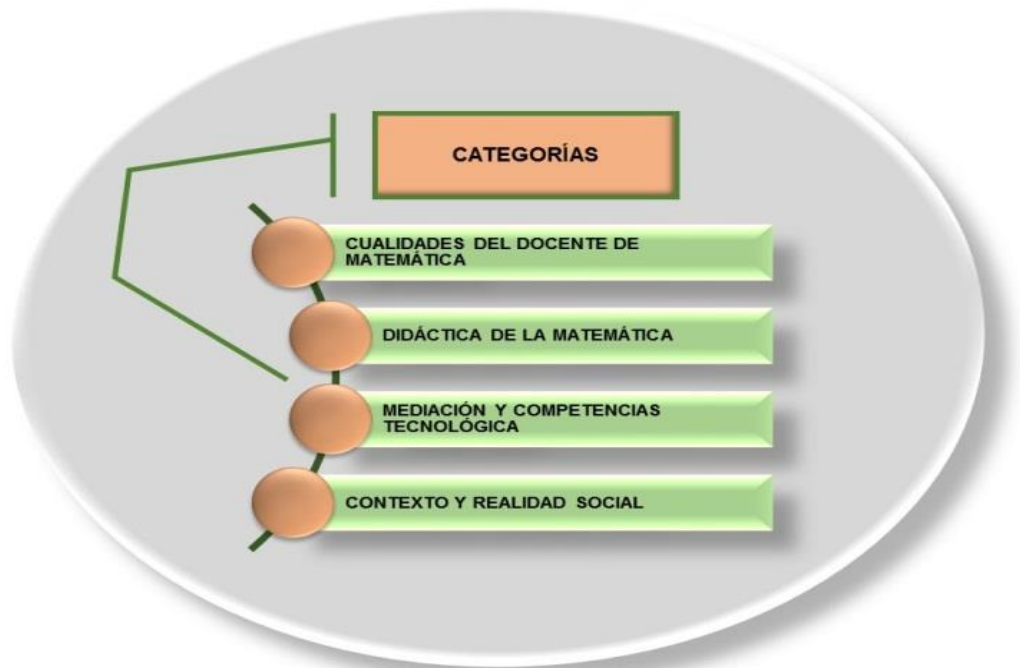 CATEGORÍAS
CUALIDADES DEL DOCENTE DE
MATEMÁTICA
DIDÁCTICA DE LA MATEMÁTICA
MEDIACIÓN Y COMPETENCIAS
TECNOLÓGICA
CONTEXTO Y REALIDAD SOCIAL